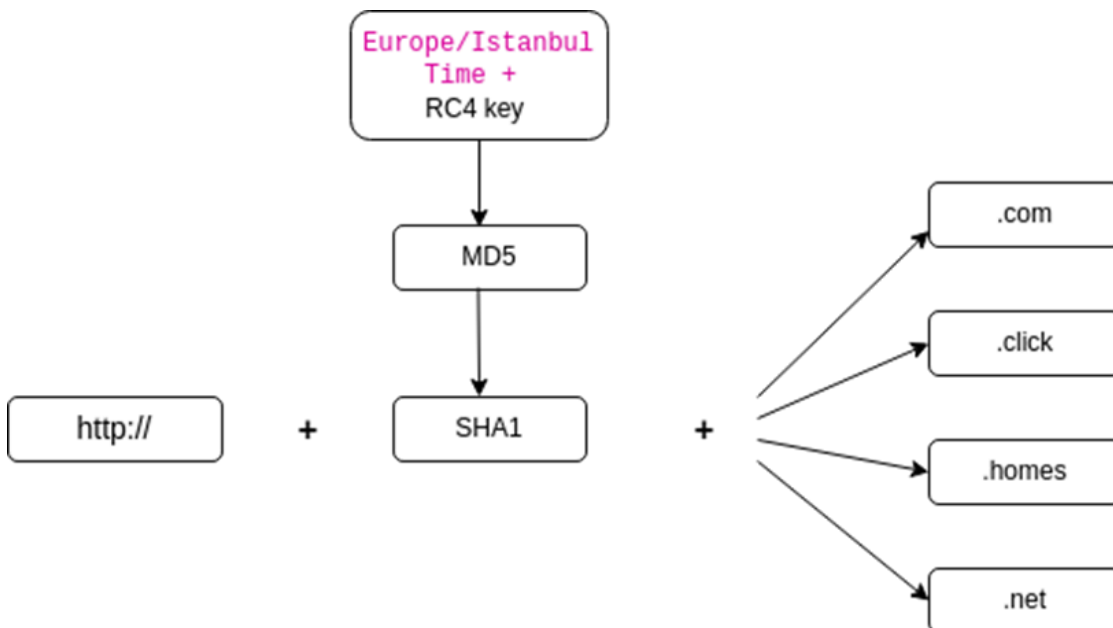 Europe/Istanbul
Time +
RC4 key
MD5
http://
+
SHA1
+
.com
.click
.homes
.net